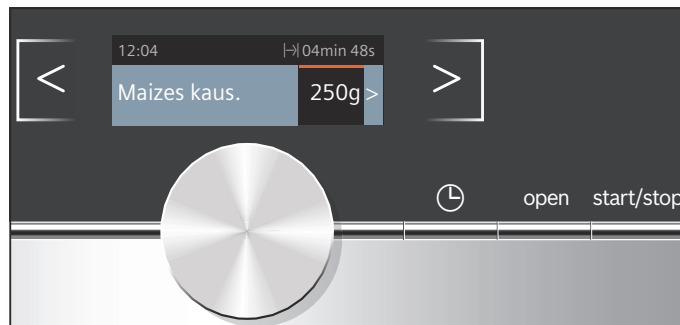 12:04 04min 48s
< Maizes kaus. 250g > >
open start/stop